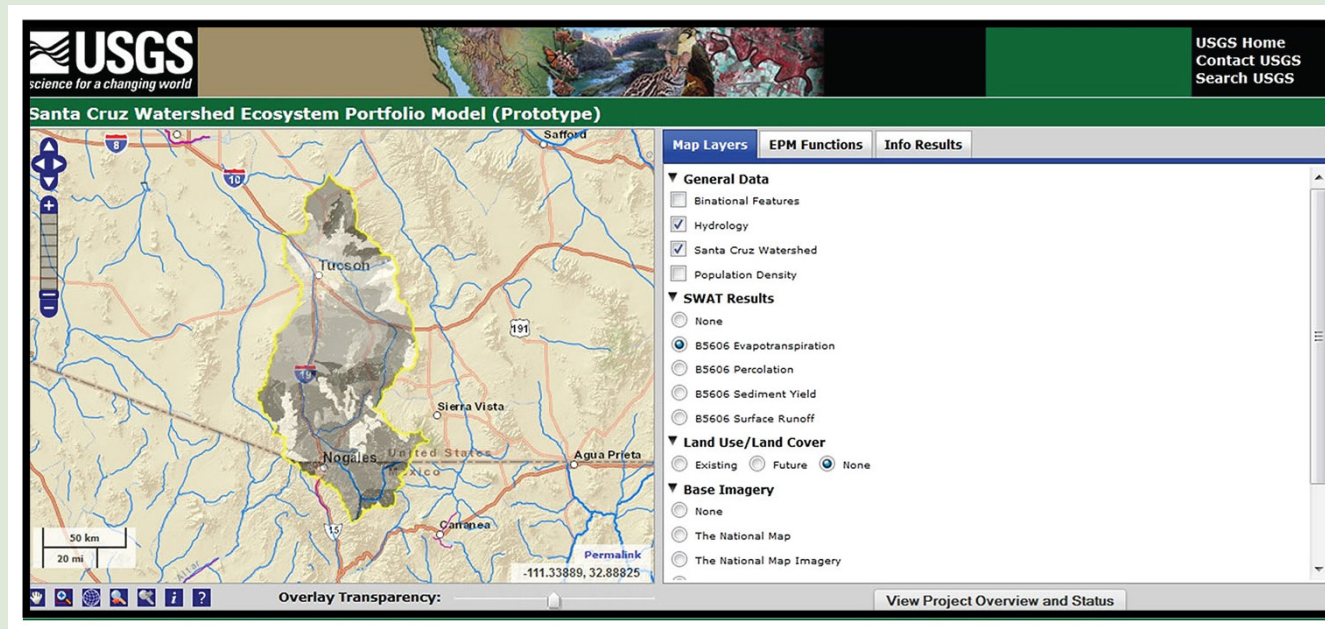 USGS
science for a changing world
USGS Home
Contact USGS
Search USGS
Santa Cruz Watershed Ecosystem Portfolio Model (Prototype)
Safford
8
10
Tucson
191
19
Sierra Vista
Nogales
United States
Mexico
Agua Prieta
15
Cananea
50 km
20 mi
Altar
Permalink
-111.33889, 32.88825
Overlay Transparency:
Map Layers EPM Functions Info Results
General Data
Binational Features
Hydrology
Santa Cruz Watershed
Population Density
SWAT Results
None
B5606 Evapotranspiration
B5606 Percolation
B5606 Sediment Yield
B5606 Surface Runoff
Land Use/Land Cover
Existing Future None
Base Imagery
None
The National Map
The National Map Imagery
View Project Overview and Status